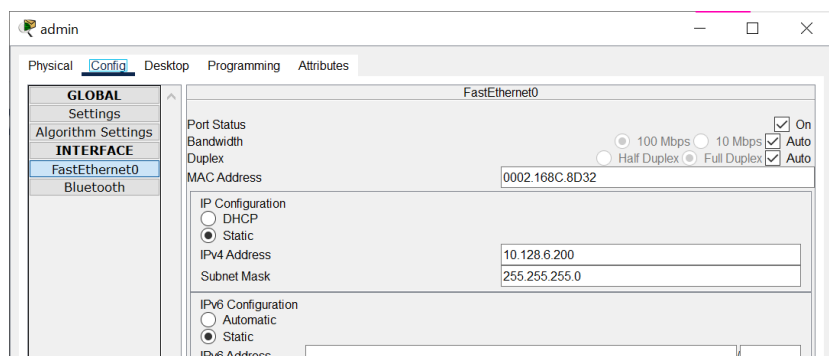 admin
Physical Config Desktop Programming Attributes
GLOBAL
Settings
Algorithm Settings
INTERFACE
FastEthernet0
Bluetooth
FastEthernet0
Port Status On
Bandwidth 100 Mbps 10 Mbps Auto
Duplex Half Duplex Full Duplex Auto
MAC Address 0002.168C.8D32
IP Configuration
DHCP
Static
IPv4 Address 10.128.6.200
Subnet Mask 255.255.255.0
IPv6 Configuration
Automatic
Static
IPv6 Address /